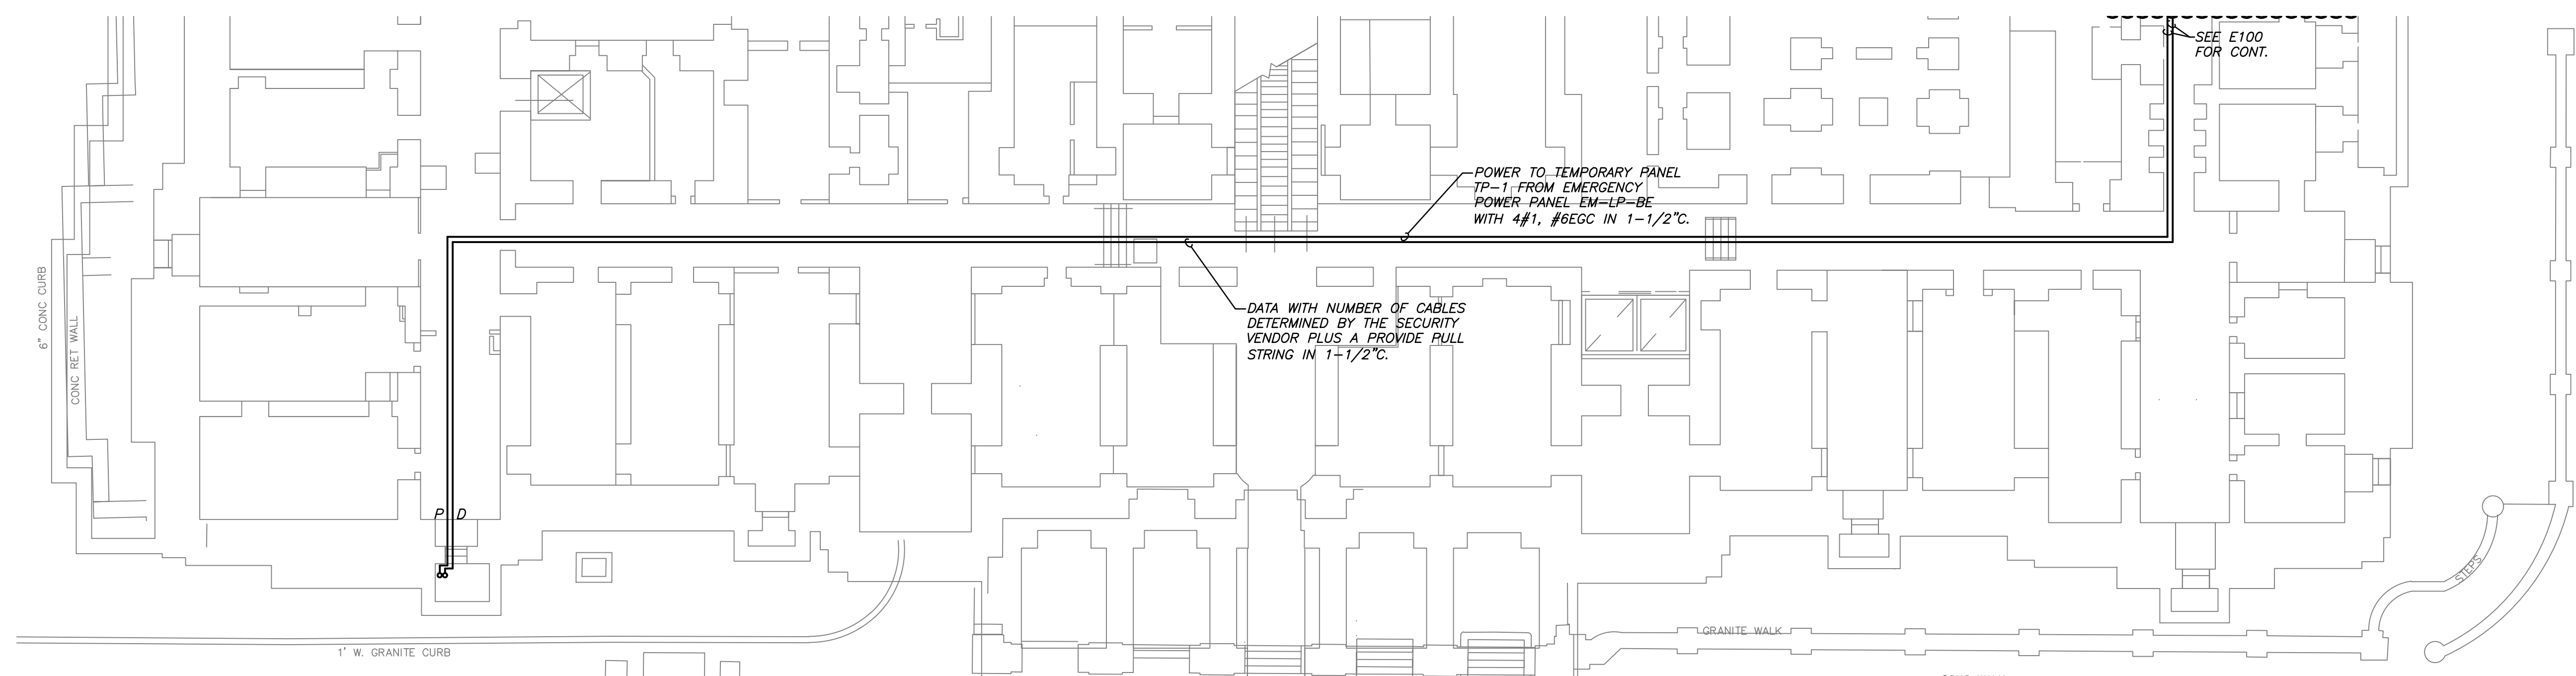 SEE E100
FOR CONT.
POWER TO TEMPORARY PANEL
TP-1 FROM EMERGENCY
POWER PANEL EM-LP-BE
WITH 4#1, #6EGC IN 1-1/2"C.
DATA WITH NUMBER OF CABLES
DETERMINED BY THE SECURITY
VENDOR PLUS A PROVIDE PULL
STRING IN 1-1/2"C.
6" CONC CURB
CONC RET WALL
P D
STEPS
GRANITE WALK
1' W. GRANITE CURB